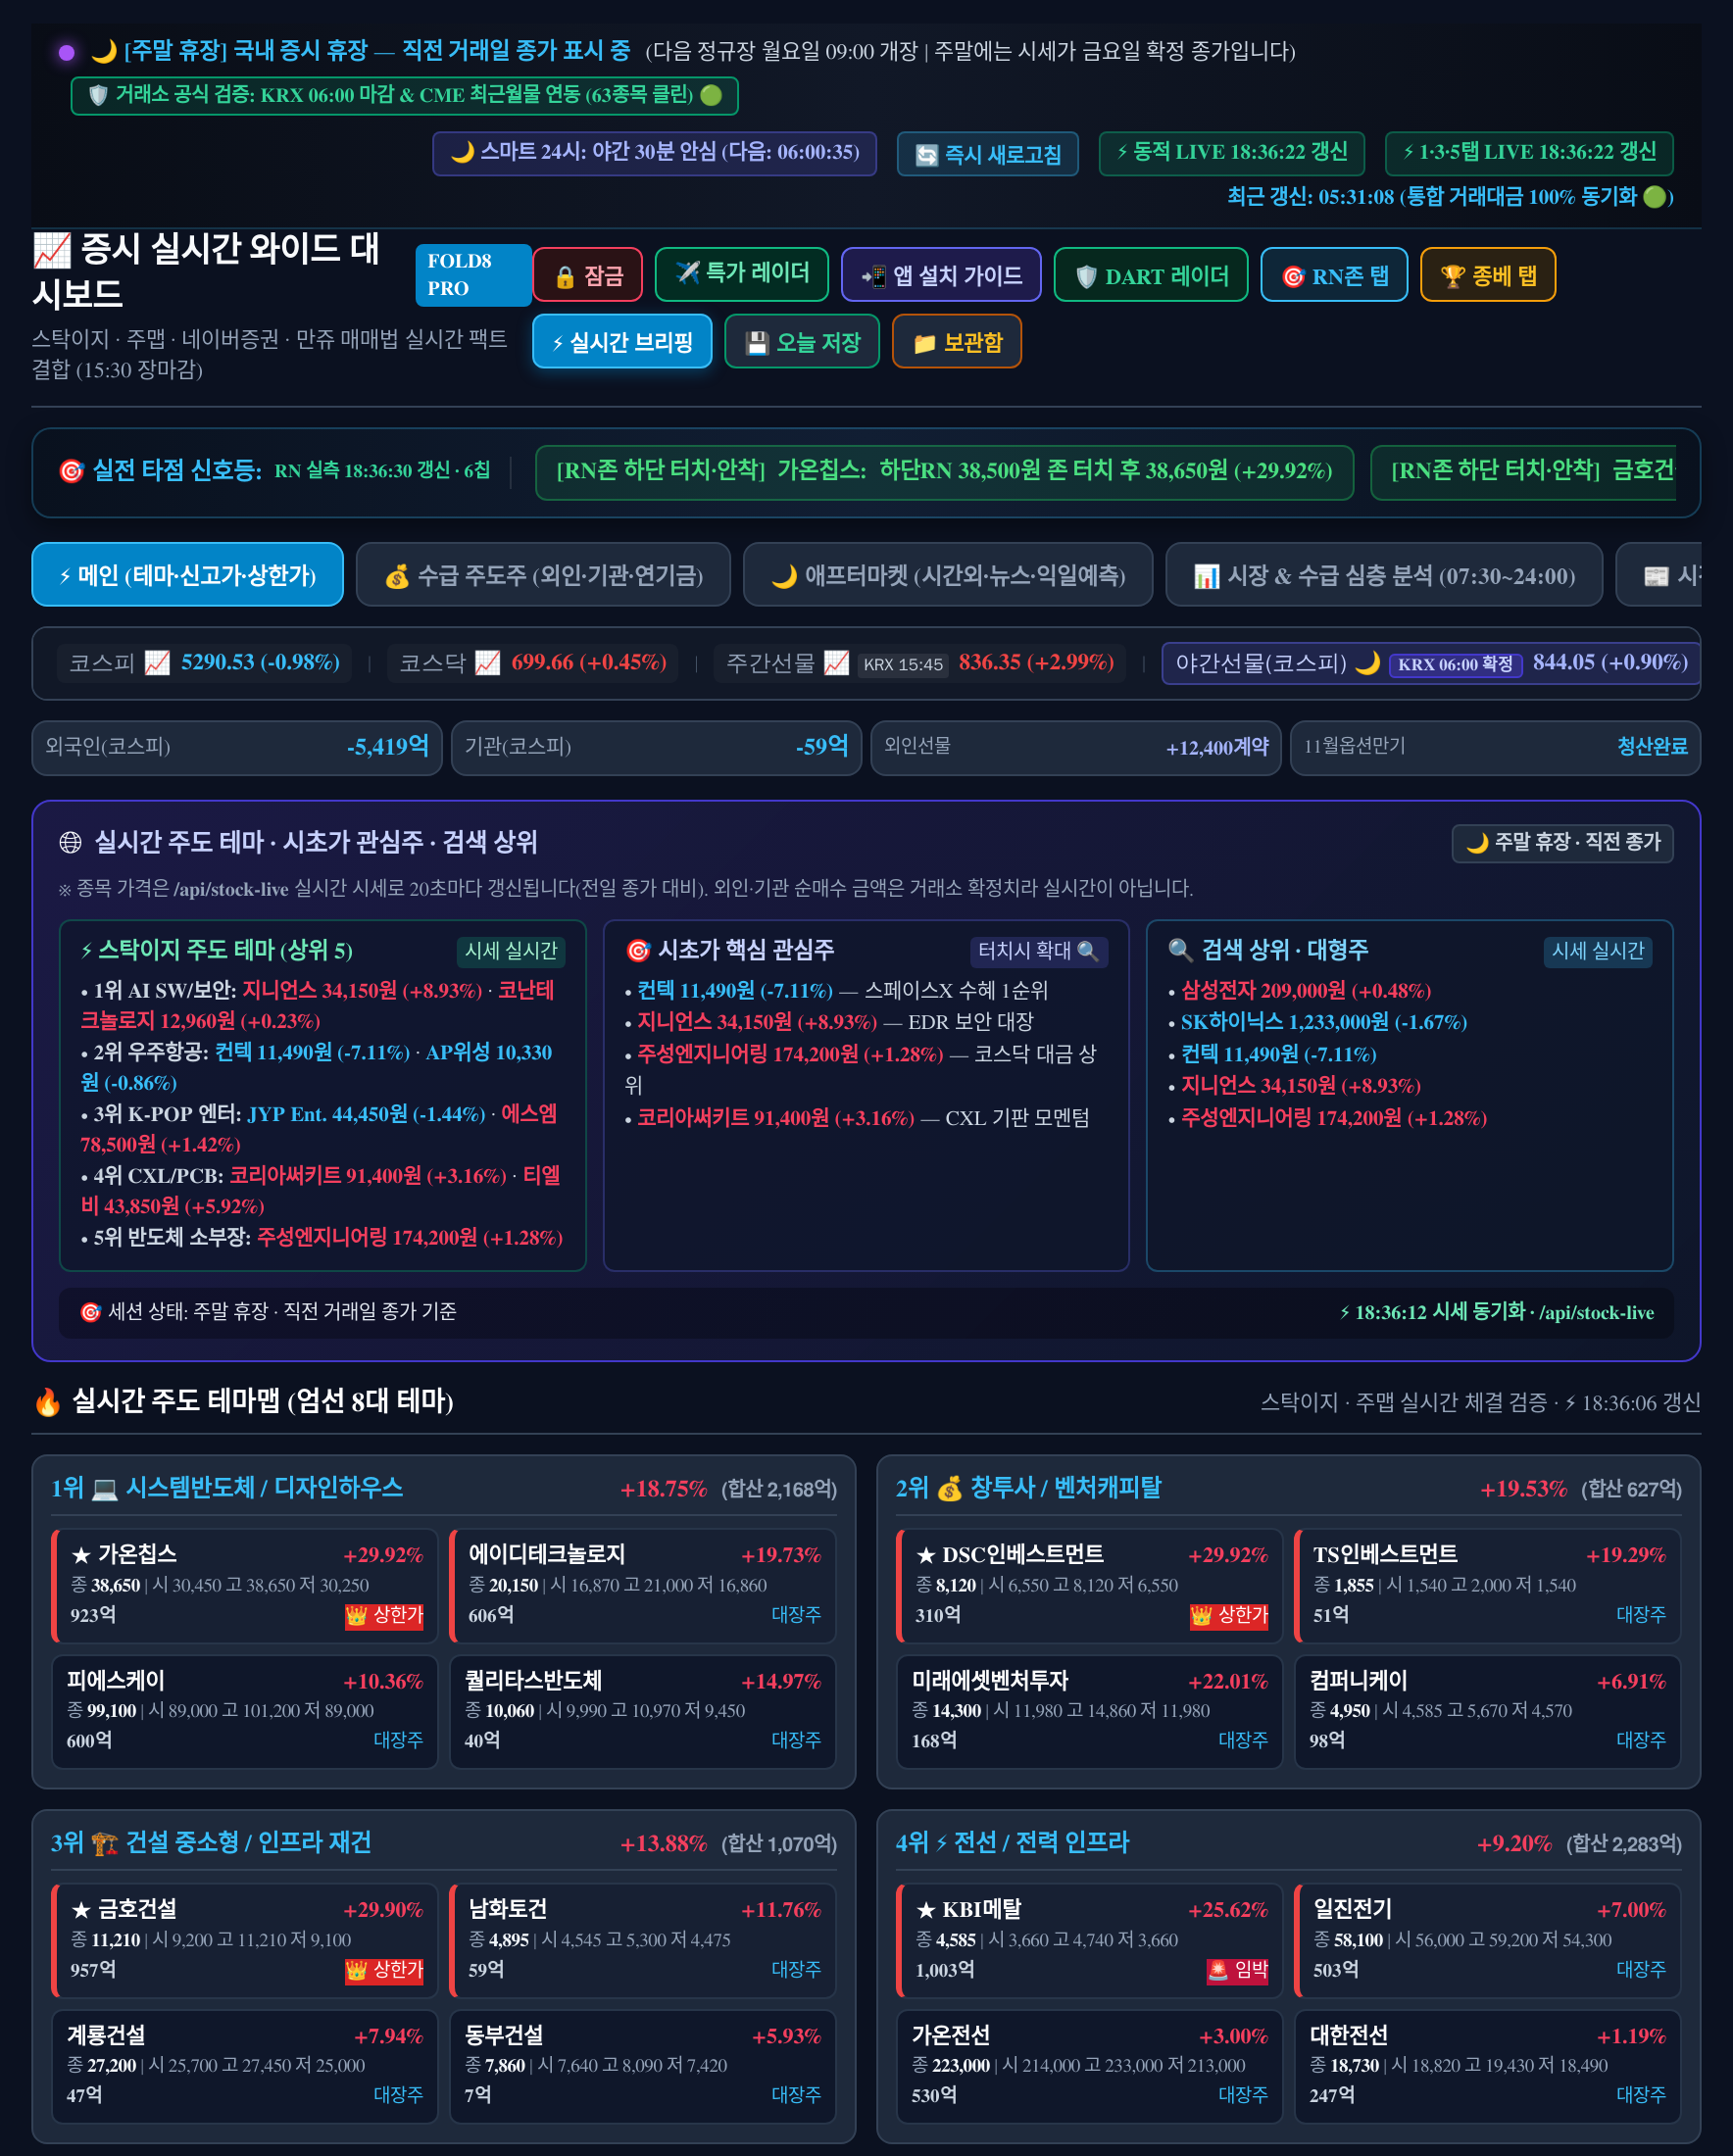 🌙 [주말 휴장] 국내 증시 휴장 — 직전 거래일 종가 표시 중 (다음 정규장 월요일 09:00 개장 | 주말에는 시세가 금요일 확정 종가입니다)
🛡️ 거래소 공식 검증: KRX 06:00 마감 & CME 최근월물 연동 (63종목 클린) 🟢
🌙 스마트 24시: 야간 30분 안심 (다음: 06:00:35) 🔄 즉시 새로고침 ⚡ 동적 LIVE 18:36:22 갱신 ⚡ 1·3·5탭 LIVE 18:36:22 갱신
최근 갱신: 05:31:08 (통합 거래대금 100% 동기화 🟢)
📈 증시 실시간 와이드 대
시보드
FOLD8
PRO
스탁이지 · 주맵 · 네이버증권 · 만쥬 매매법 실시간 팩트
결합 (15:30 장마감)
🔒 잠금 ✈️ 특가 레이더 📲 앱 설치 가이드 🛡️ DART 레이더 🎯 RN존 탭 🏆 종베 탭
⚡ 실시간 브리핑 💾 오늘 저장 📁 보관함
🎯 실전 타점 신호등: RN 실측 18:36:30 갱신 · 6칩 [RN존 하단 터치·안착] 가온칩스: 하단RN 38,500원 존 터치 후 38,650원 (+29.92%) [RN존 하단 터치·안착] 금호건
⚡ 메인 (테마·신고가·상한가) 💰 수급 주도주 (외인·기관·연기금) 🌙 애프터마켓 (시간외·뉴스·익일예측) 📊 시장 & 수급 심층 분석 (07:30~24:00) 📰
코스피 📈 5290.53 (-0.98%) | 코스닥 📈 699.66 (+0.45%) | 주간선물 📈 KRX 15:45 836.35 (+2.99%) | 야간선물(코스피) 🌙 KRX 06:00 확정 844.05 (+0.90%)
외국인(코스피) -5,419억 기관(코스피) -59억 외인선물 +12,400계약 11월옵션만기 청산완료
🌐 실시간 주도 테마 · 시초가 관심주 · 검색 상위 🌙 주말 휴장 · 직전 종가
※ 종목 가격은 /api/stock-live 실시간 시세로 20초마다 갱신됩니다(전일 종가 대비). 외인·기관 순매수 금액은 거래소 확정치라 실시간이 아닙니다.
⚡ 스탁이지 주도 테마 (상위 5) 시세 실시간
• 1위 AI SW/보안: 지니언스 34,150원 (+8.93%) · 코난테
크놀로지 12,960원 (+0.23%)
• 2위 우주항공: 컨텍 11,490원 (-7.11%) · AP위성 10,330
원 (-0.86%)
• 3위 K-POP 엔터: JYP Ent. 44,450원 (-1.44%) · 에스엠
78,500원 (+1.42%)
• 4위 CXL/PCB: 코리아써키트 91,400원 (+3.16%) · 티엘
비 43,850원 (+5.92%)
• 5위 반도체 소부장: 주성엔지니어링 174,200원 (+1.28%)
🎯 시초가 핵심 관심주 터치시 확대 🔍
• 컨텍 11,490원 (-7.11%) — 스페이스X 수혜 1순위
• 지니언스 34,150원 (+8.93%) — EDR 보안 대장
• 주성엔지니어링 174,200원 (+1.28%) — 코스닥 대금 상
위
• 코리아써키트 91,400원 (+3.16%) — CXL 기판 모멘텀
🔍 검색 상위 · 대형주 시세 실시간
• 삼성전자 209,000원 (+0.48%)
• SK하이닉스 1,233,000원 (-1.67%)
• 컨텍 11,490원 (-7.11%)
• 지니언스 34,150원 (+8.93%)
• 주성엔지니어링 174,200원 (+1.28%)
🎯 세션 상태: 주말 휴장 · 직전 거래일 종가 기준 ⚡ 18:36:12 시세 동기화 · /api/stock-live
🔥 실시간 주도 테마맵 (엄선 8대 테마) 스탁이지 · 주맵 실시간 체결 검증 · ⚡ 18:36:06 갱신
1위 💻 시스템반도체 / 디자인하우스 +18.75% (합산 2,168억)
★ 가온칩스 +29.92%
종 38,650 | 시 30,450 고 38,650 저 30,250
923억 👑 상한가
에이디테크놀로지 +19.73%
종 20,150 | 시 16,870 고 21,000 저 16,860
606억 대장주
피에스케이 +10.36%
종 99,100 | 시 89,000 고 101,200 저 89,000
600억 대장주
퀄리타스반도체 +14.97%
종 10,060 | 시 9,990 고 10,970 저 9,450
40억 대장주
2위 💰 창투사 / 벤처캐피탈 +19.53% (합산 627억)
★ DSC인베스트먼트 +29.92%
종 8,120 | 시 6,550 고 8,120 저 6,550
310억 👑 상한가
TS인베스트먼트 +19.29%
종 1,855 | 시 1,540 고 2,000 저 1,540
51억 대장주
미래에셋벤처투자 +22.01%
종 14,300 | 시 11,980 고 14,860 저 11,980
168억 대장주
컴퍼니케이 +6.91%
종 4,950 | 시 4,585 고 5,670 저 4,570
98억 대장주
3위 🏗️ 건설 중소형 / 인프라 재건 +13.88% (합산 1,070억)
★ 금호건설 +29.90%
종 11,210 | 시 9,200 고 11,210 저 9,100
957억 👑 상한가
남화토건 +11.76%
종 4,895 | 시 4,545 고 5,300 저 4,475
59억 대장주
계룡건설 +7.94%
종 27,200 | 시 25,700 고 27,450 저 25,000
47억 대장주
동부건설 +5.93%
종 7,860 | 시 7,640 고 8,090 저 7,420
7억 대장주
4위 ⚡ 전선 / 전력 인프라 +9.20% (합산 2,283억)
★ KBI메탈 +25.62%
종 4,585 | 시 3,660 고 4,740 저 3,660
1,003억 🚨 임박
일진전기 +7.00%
종 58,100 | 시 56,000 고 59,200 저 54,300
503억 대장주
가온전선 +3.00%
종 223,000 | 시 214,000 고 233,000 저 213,000
530억 대장주
대한전선 +1.19%
종 18,730 | 시 18,820 고 19,430 저 18,490
247억 대장주